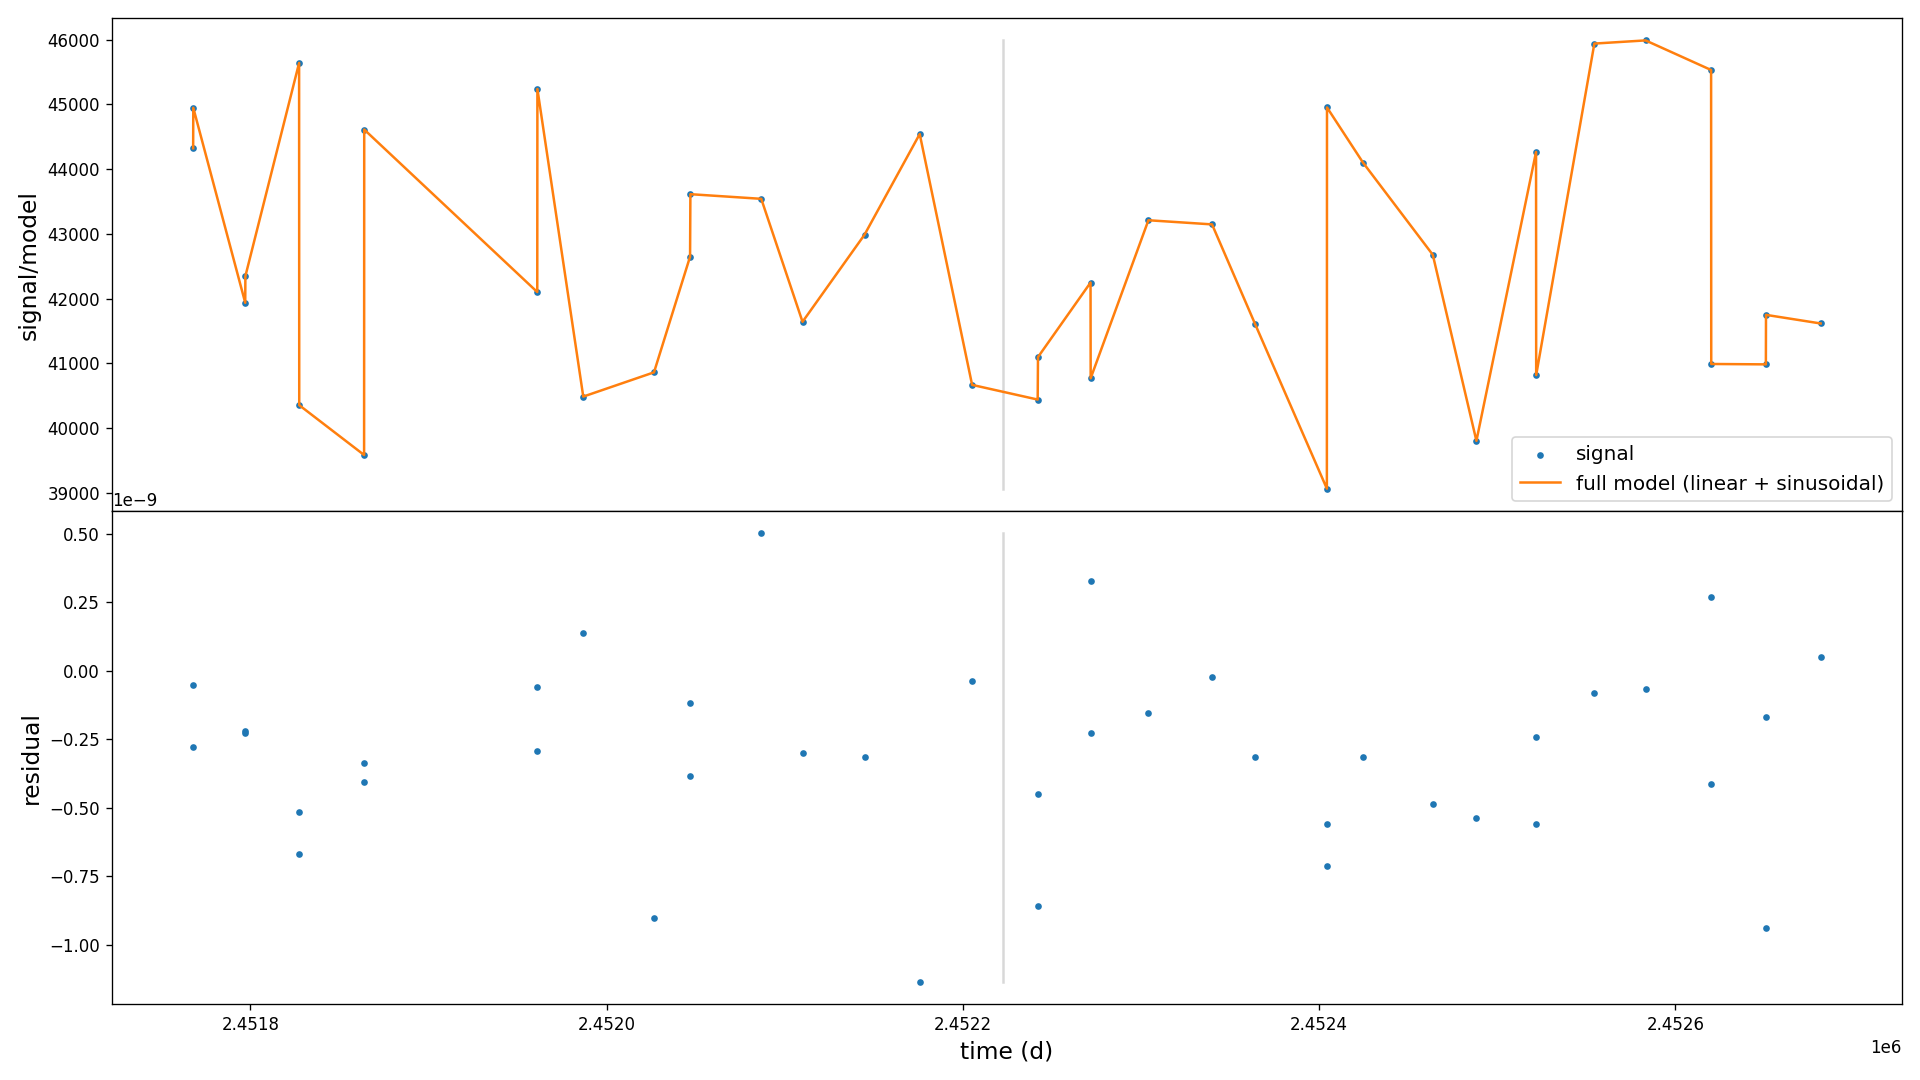 46000
45000
44000
43000
42000
41000
40000
39000
signal/model
signal
full model (linear + sinusoidal)
1e−9
0.50
0.25
0.00
−0.25
−0.50
−0.75
−1.00
residual
2.4518 2.4520 2.4522 2.4524 2.4526
time (d)
1e6